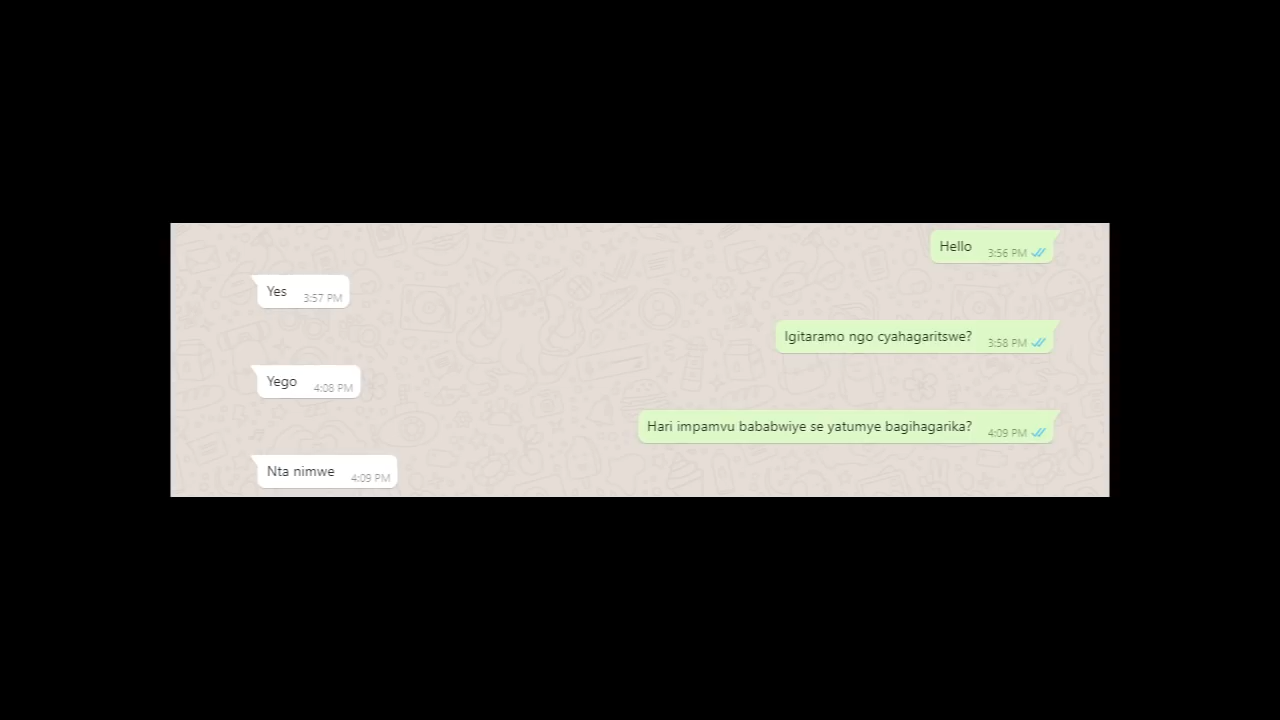 Hello 3:56 PM
Yes 3:57 PM
Igitaramo ngo cyahagaritswe? 3:58 PM
Yego 4:08 PM
Hari impamvu bababwiye se yatumye bagihagarika? 4:09 PM
Nta nimwe 4:09 PM